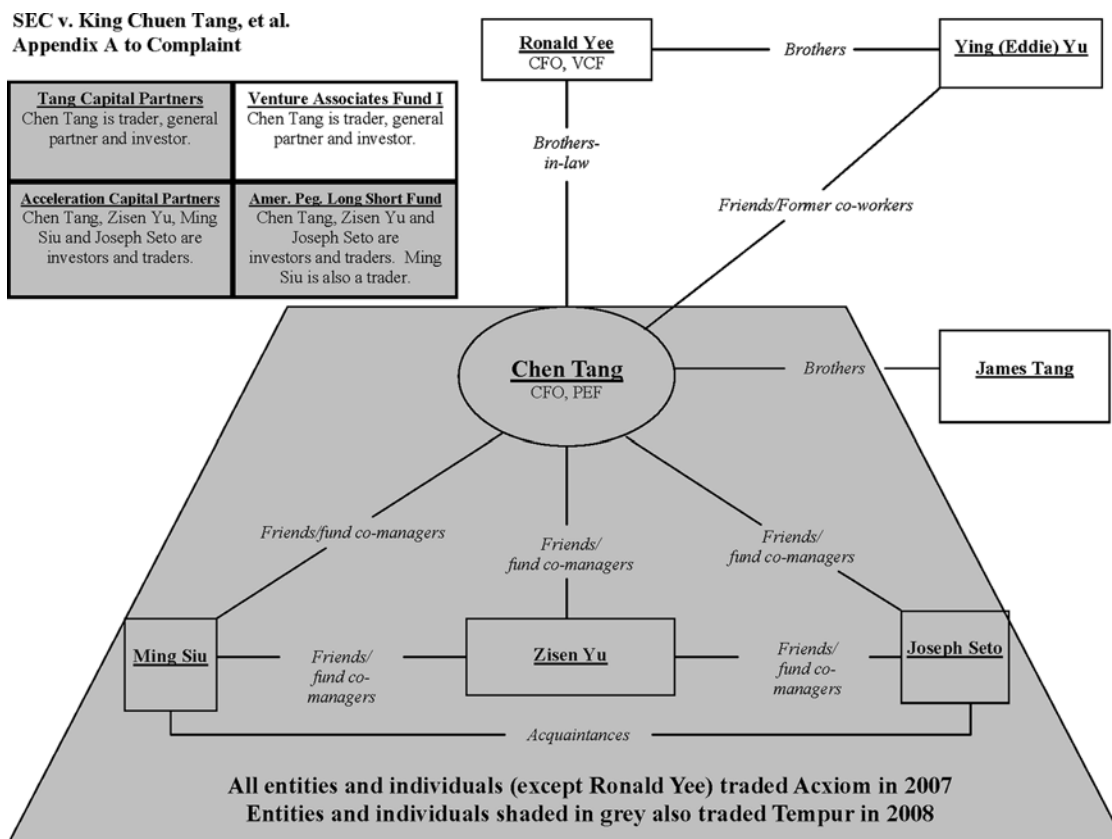 SEC v. King Chuen Tang, et al.
Appendix A to Complaint
Tang Capital Partners
Chen Tang is trader, general
partner and investor.
Venture Associates Fund I
Chen Tang is trader, general
partner and investor.
Acceleration Capital Partners
Chen Tang, Zisen Yu, Ming
Siu and Joseph Seto are
investors and traders.
Amer. Peg. Long Short Fund
Chen Tang, Zisen Yu and
Joseph Seto are
investors and traders. Ming
Siu is also a trader.
Ronald Yee
CFO, VCF
Brothers
Ying (Eddie) Yu
Brothers-
in-law
Friends/Former co-workers
Chen Tang
CFO, PEF
Brothers
James Tang
Friends/fund co-managers
Friends/
fund co-managers
Friends/
fund co-managers
Ming Siu
Friends/
fund co-
managers
Zisen Yu
Friends/
fund co-
managers
Joseph Seto
Acquaintances
All entities and individuals (except Ronald Yee) traded Acxiom in 2007
Entities and individuals shaded in grey also traded Tempur in 2008